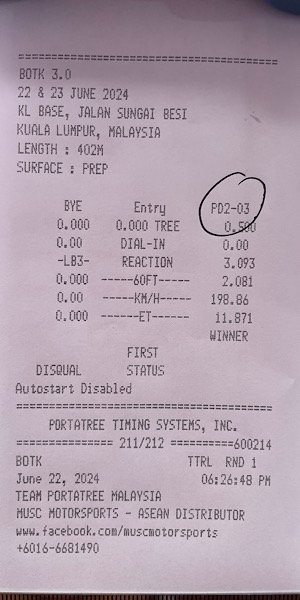 ==========================================
BOTK 3.0
22 & 23 JUNE 2024
KL BASE, JALAN SUNGAI BESI
KUALA LUMPUR, MALAYSIA
LENGTH : 402M
SURFACE : PREP
BYE Entry PD2-03
0.000 0.000 TREE 0.500
0.00 DIAL-IN 0.00
-LB3- REACTION 3.093
0.000 -----60FT----- 2.081
0.00 -----KM/H----- 198.86
0.000 ------ET------ 11.871
WINNER
FIRST
DISQUAL STATUS
Autostart Disabled
==========================================
PORTATREE TIMING SYSTEMS, INC.
=============== 211/212 ==========600214
BOTK TTRL RND 1
June 22, 2024 06:26:48 PM
TEAM PORTATREE MALAYSIA
MUSC MOTORSPORTS - ASEAN DISTRIBUTOR
www.facebook.com/muscmotorsports
+6016-6681490